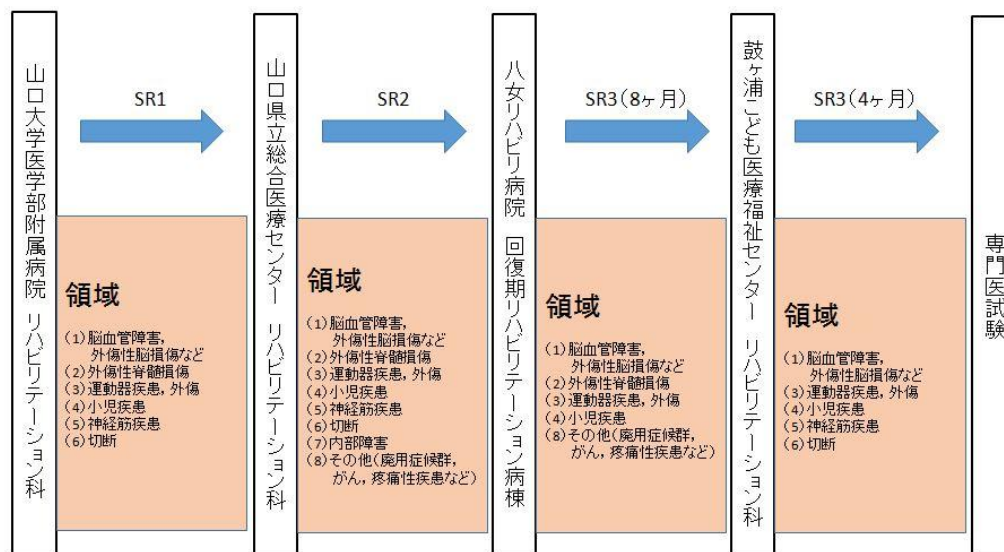 山口大学医学部附属病院 リハビリテーション科
SR1
領域
(1)脳血管障害,
外傷性脳損傷など
(2)外傷性脊髄損傷
(3)運動器疾患,外傷
(4)小児疾患
(5)神経筋疾患
(6)切断
山口県立総合医療センター リハビリテーション科
SR2
領域
(1)脳血管障害,
外傷性脳損傷など
(2)外傷性脊髄損傷
(3)運動器疾患,外傷
(4)小児疾患
(5)神経筋疾患
(6)切断
(7)内部障害
(8)その他(廃用症候群,
がん,疼痛性疾患など)
八女リハビリ病院 回復期リハビリテーション病棟
SR3(8ヶ月)
領域
(1)脳血管障害,
外傷性脳損傷など
(2)外傷性脊髄損傷
(3)運動器疾患,外傷
(4)小児疾患
(8)その他(廃用症候群,
がん,疼痛性疾患など)
鼓ヶ浦こども医療福祉センター リハビリテーション科
SR3(4ヶ月)
領域
(1)脳血管障害,
外傷性脳損傷など
(3)運動器疾患,外傷
(4)小児疾患
(5)神経筋疾患
(6)切断
専門医試験